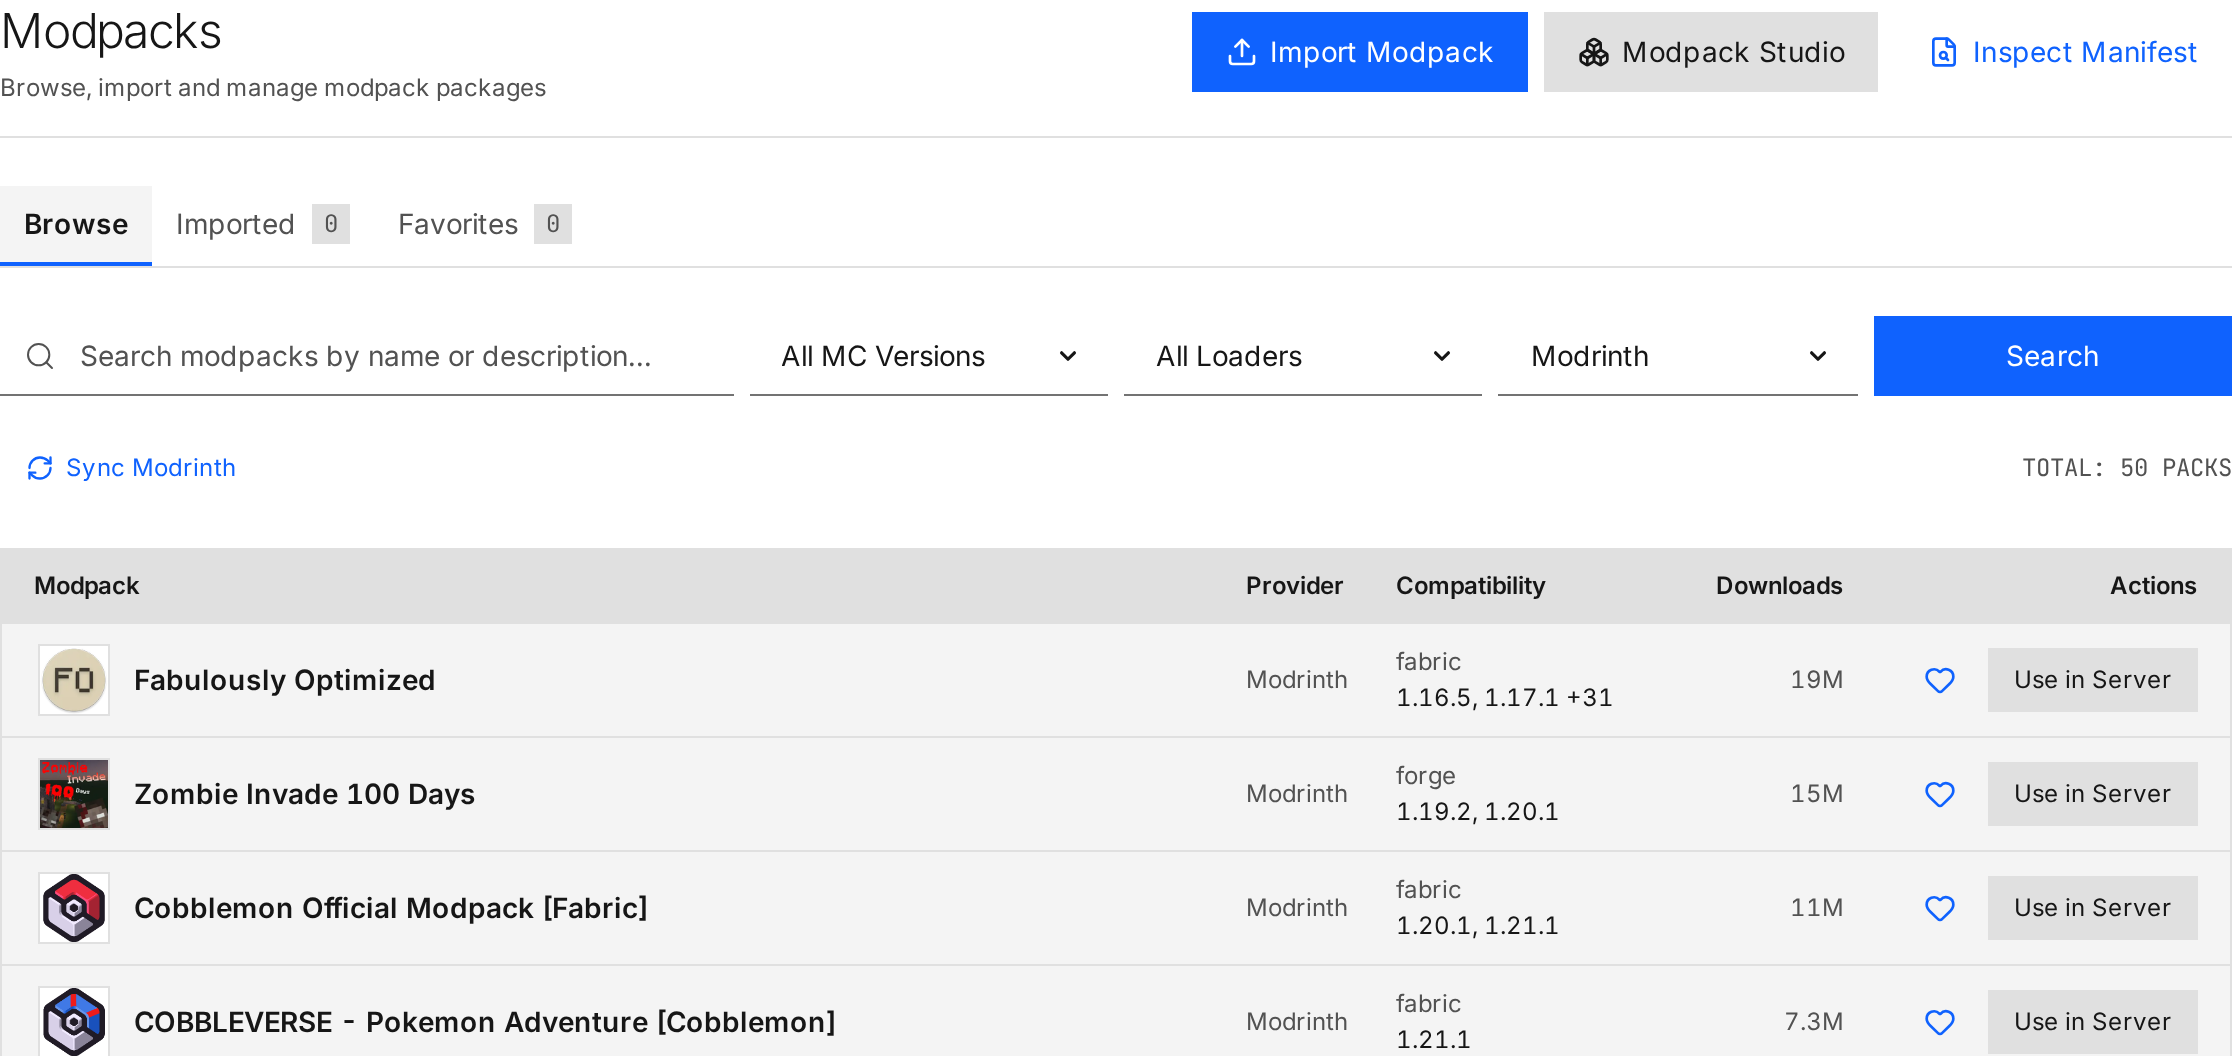 Modpacks
Browse, import and manage modpack packages
Import Modpack
Modpack Studio
Inspect Manifest
Browse
Imported 0
Favorites 0
Search modpacks by name or description...
All MC Versions
All Loaders
Modrinth
Search
Sync Modrinth
TOTAL: 50 PACKS
Modpack Provider Compatibility Downloads Actions
FO
Fabulously Optimized
Modrinth
fabric
1.16.5, 1.17.1 +31
19M
Use in Server
Zombie
Invade
100 Days
Zombie Invade 100 Days
Modrinth
forge
1.19.2, 1.20.1
15M
Use in Server
Cobblemon Official Modpack [Fabric]
Modrinth
fabric
1.20.1, 1.21.1
11M
Use in Server
COBBLEVERSE - Pokemon Adventure [Cobblemon]
Modrinth
fabric
1.21.1
7.3M
Use in Server